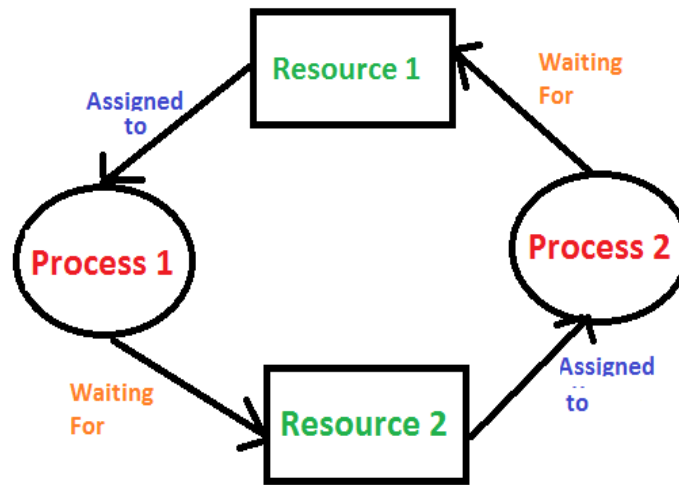 Resource 1
Waiting
For
Assigned
to
Process 1
Process 2
Waiting
For
Resource 2
Assigned
to